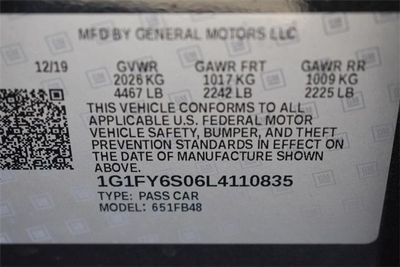 MFD BY GENERAL MOTORS LLC
12/19 GVWR GAWR FRT GAWR RR
2026 KG 1017 KG 1009 KG
4467 LB 2242 LB 2225 LB
THIS VEHICLE CONFORMS TO ALL
APPLICABLE U.S. FEDERAL MOTOR
VEHICLE SAFETY, BUMPER, AND THEFT
PREVENTION STANDARDS IN EFFECT ON
THE DATE OF MANUFACTURE SHOWN
ABOVE.
1G1FY6S06L4110835
TYPE: PASS CAR
MODEL: 651FB48